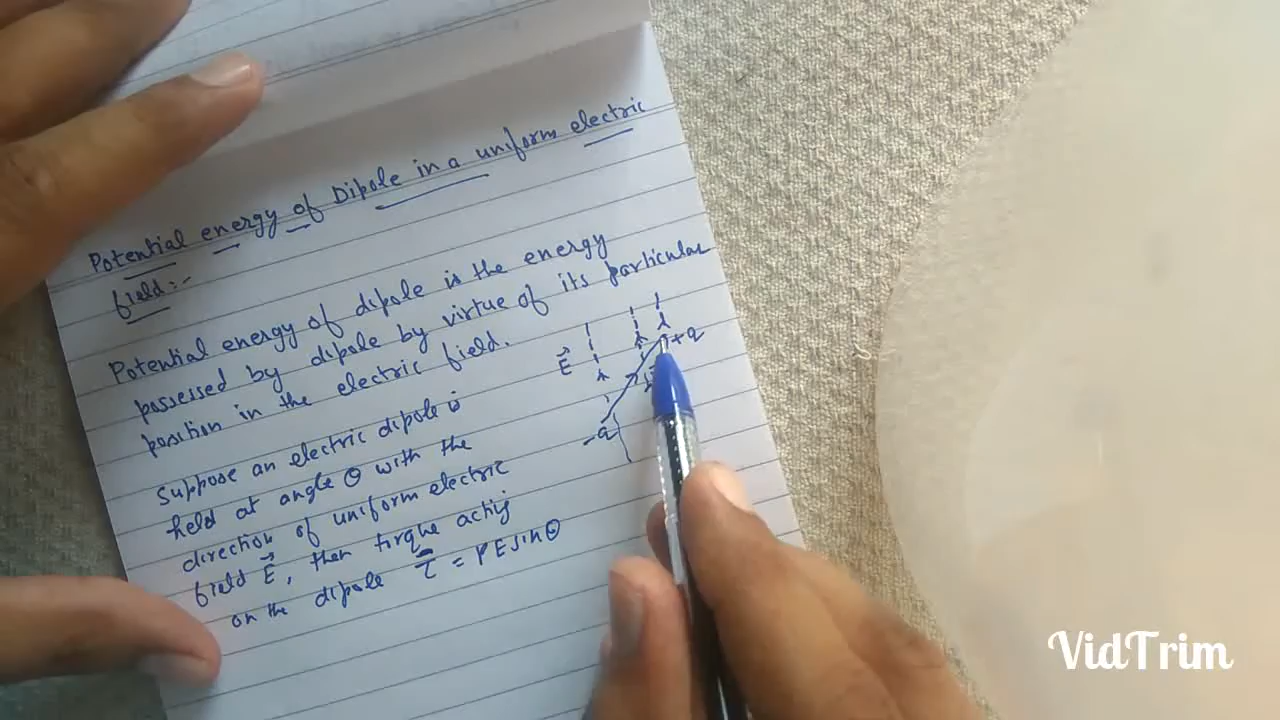 Potential energy of Dipole in a uniform electric
field:-
Potential energy of dipole is the energy
possessed by dipole by virtue of its particular
position in the electric field.
Suppose an electric dipole is
held at angle θ with the
direction of uniform electric
field E⃗, then torque actig
on the dipole τ⃗ = PE sinθ
E⃗
+q
-q
VidTrim